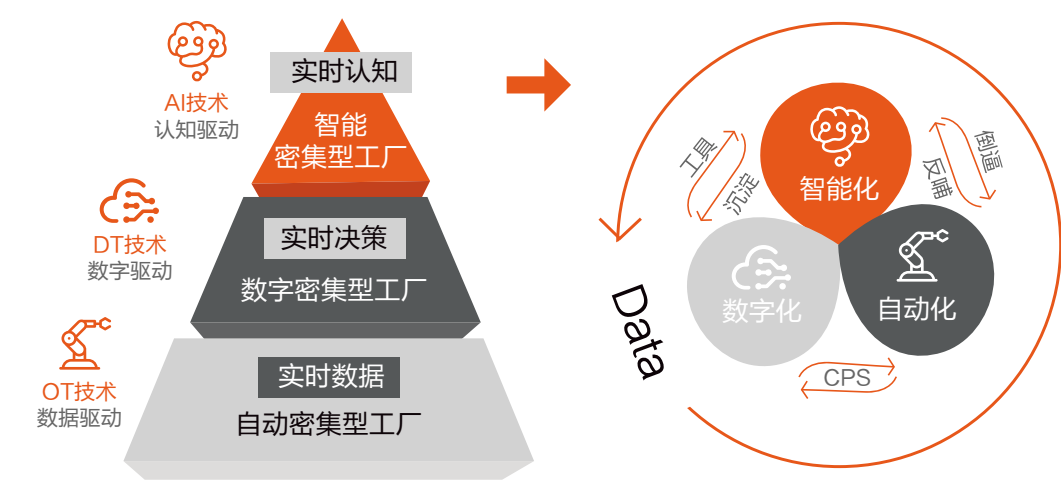 实时认知
AI技术
认知驱动
智能
密集型工厂
DT技术
数字驱动
实时决策
数字密集型工厂
OT技术
数据驱动
实时数据
自动密集型工厂
工具
沉淀
智能化
倒逼
反哺
数字化
自动化
CPS
Data